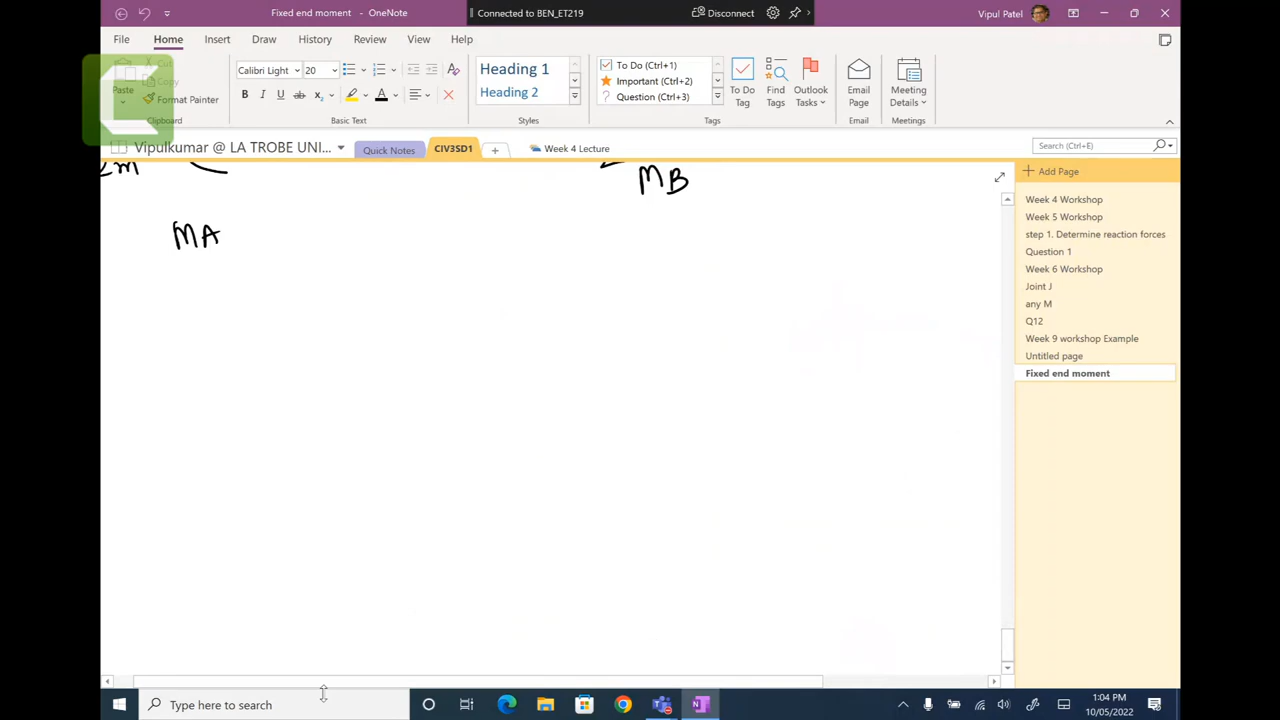 Fixed end moment - OneNote
Connected to BEN_ET219
Disconnect
Vipul Patel
File Home Insert Draw History Review View Help
Paste
Cut
Copy
Format Painter
Clipboard
Calibri Light 20
B I U ab x₂ A
Basic Text
Heading 1
Heading 2
Styles
To Do (Ctrl+1)
Important (Ctrl+2)
Question (Ctrl+3)
To Do Tag
Find Tags
Outlook Tasks
Tags
Email Page
Email
Meeting Details
Meetings
Vipulkumar @ LA TROBE UNI...
Quick Notes
CIV3SD1
Week 4 Lecture
Search (Ctrl+E)
Add Page
Week 4 Workshop
Week 5 Workshop
step 1. Determine reaction forces
Question 1
Week 6 Workshop
Joint J
any M
Q12
Week 9 workshop Example
Untitled page
Fixed end moment
MB
MA
Type here to search
1:04 PM
10/05/2022